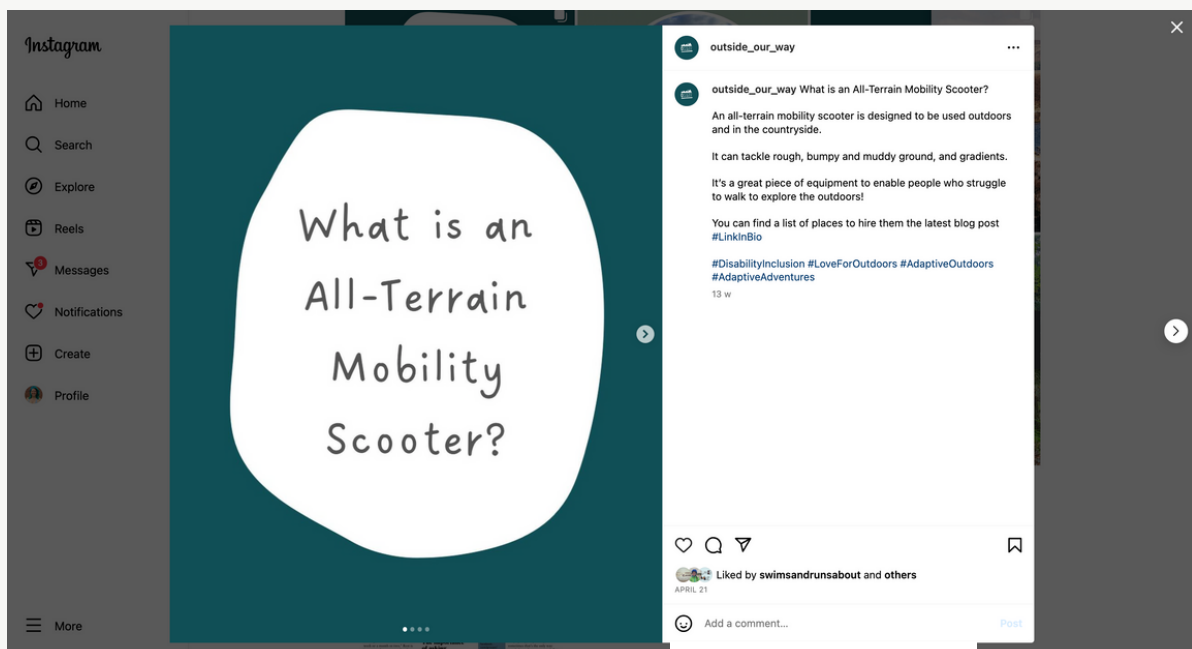 Instagram
Home
Search
Explore
Reels
3
Messages
Notifications
Create
Profile
More
What is an
All-Terrain
Mobility
Scooter?
outside_our_way
outside_our_way What is an All-Terrain Mobility Scooter?
An all-terrain mobility scooter is designed to be used outdoors
and in the countryside.
It can tackle rough, bumpy and muddy ground, and gradients.
It's a great piece of equipment to enable people who struggle
to walk to explore the outdoors!
You can find a list of places to hire them the latest blog post
#LinkInBio
#DisabilityInclusion #LoveForOutdoors #AdaptiveOutdoors
#AdaptiveAdventures
13 w
Liked by swimsandrunsabout and others
APRIL 21
Add a comment...
Post